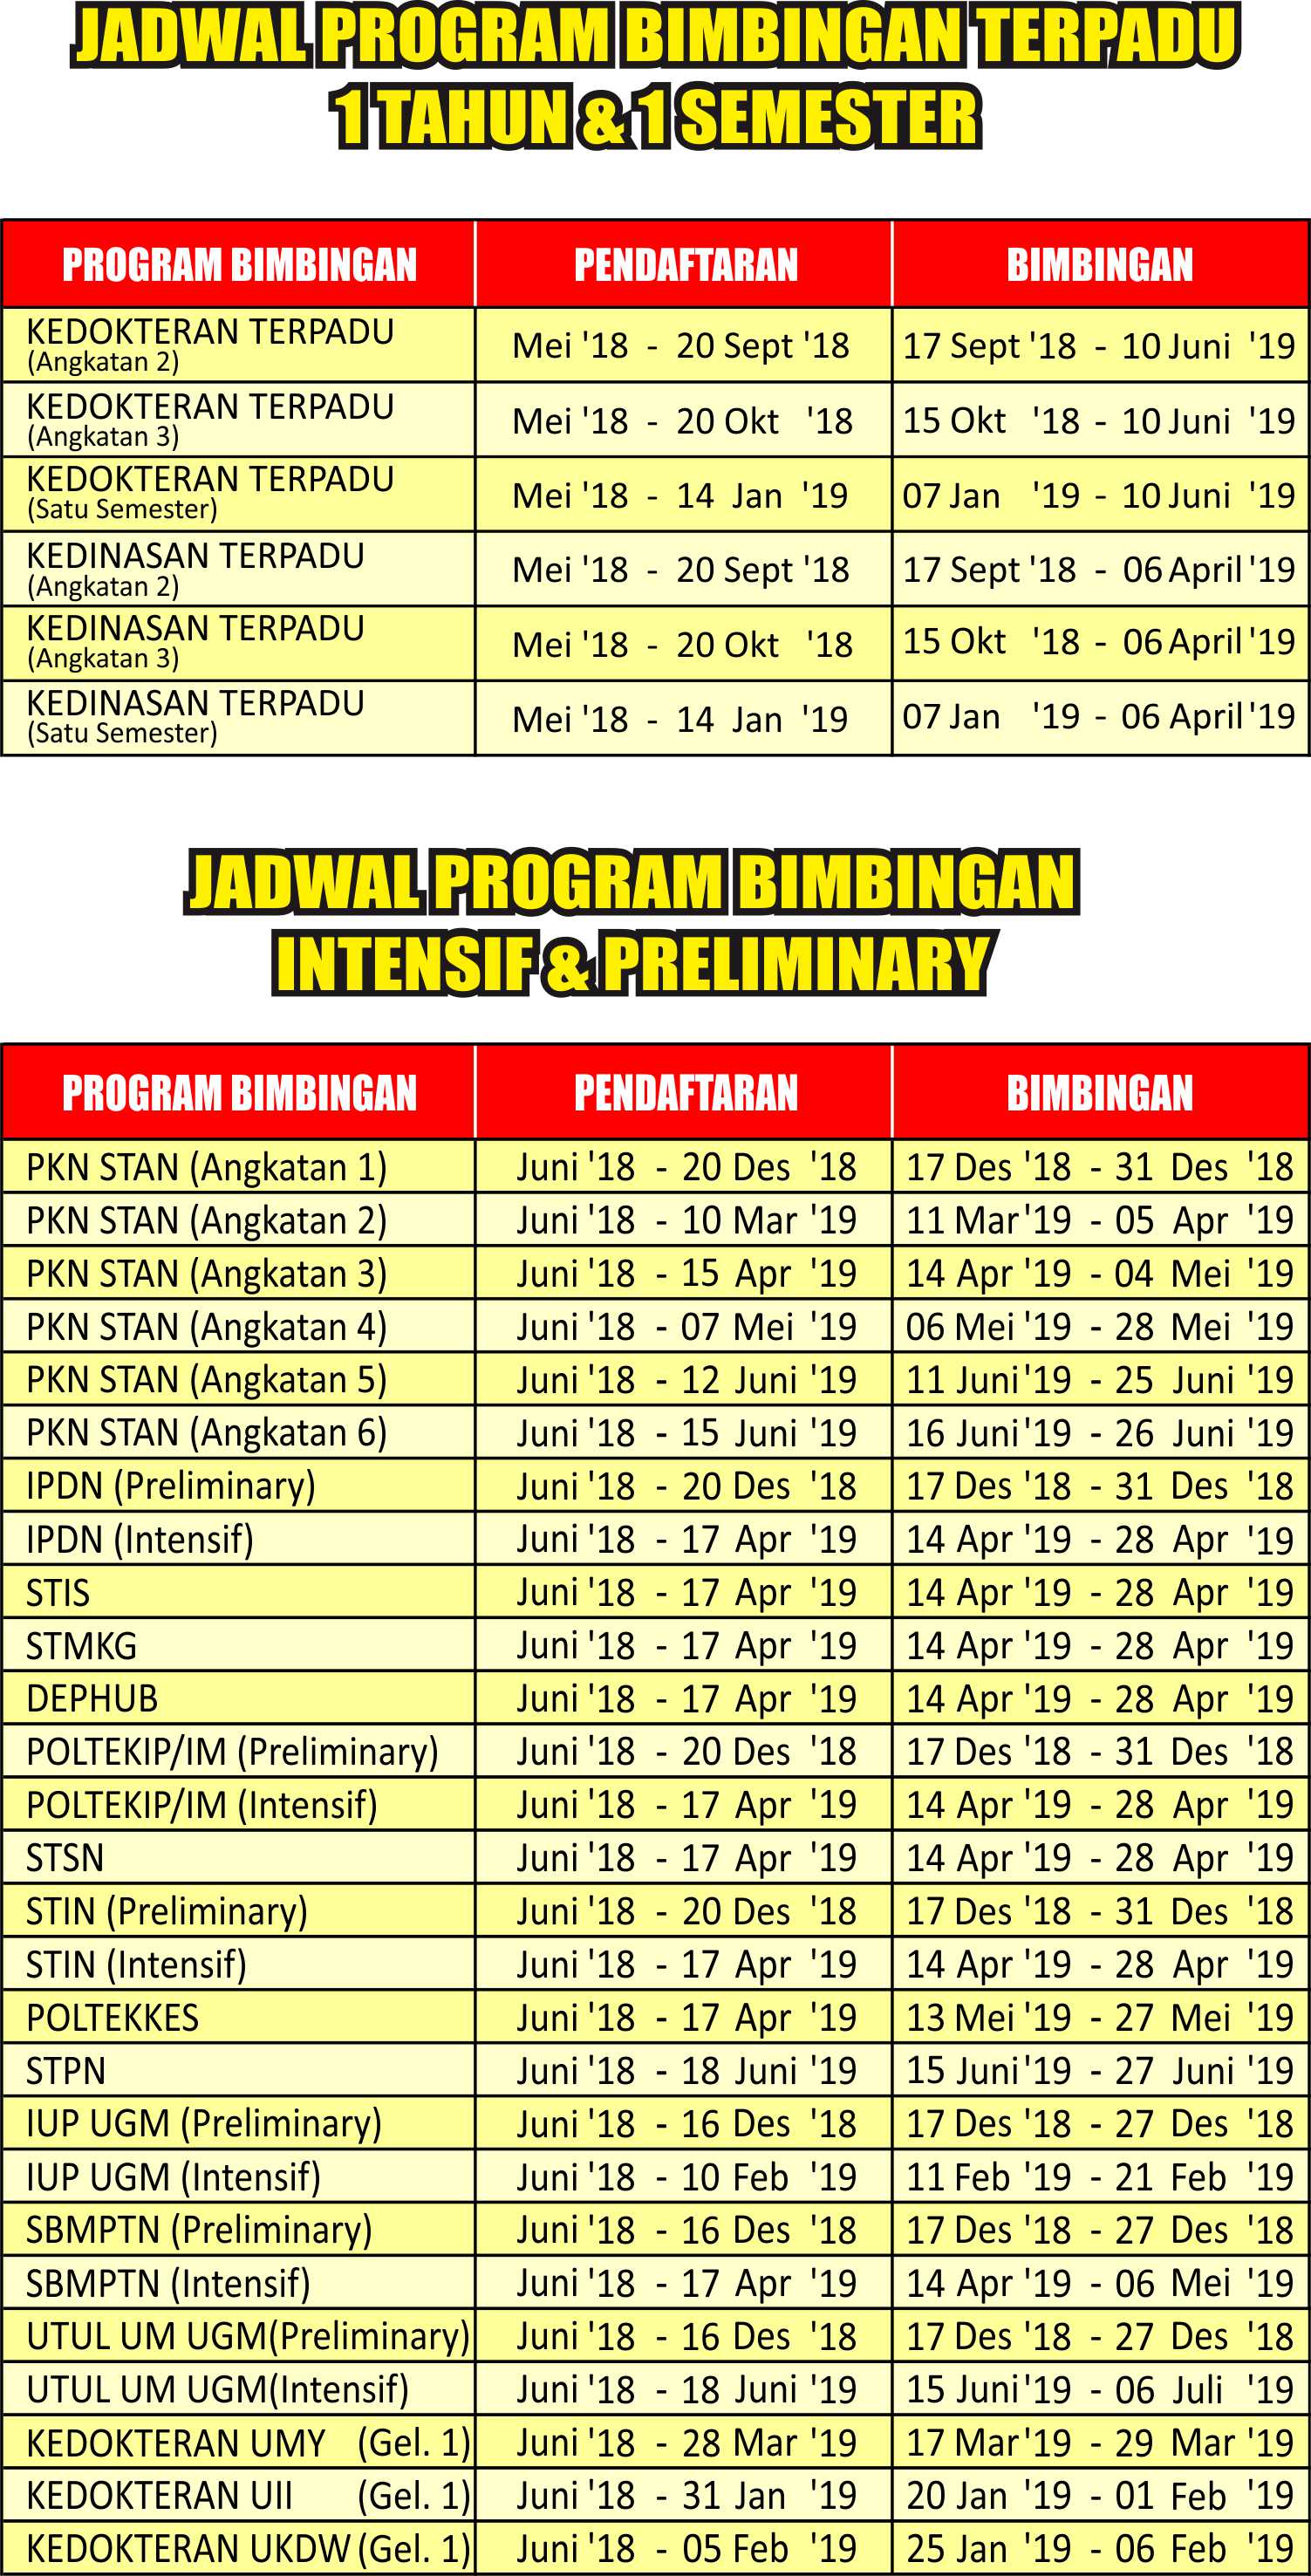 JADWAL PROGRAM BIMBINGAN TERPADU
1 TAHUN & 1 SEMESTER
PROGRAM BIMBINGAN PENDAFTARAN BIMBINGAN
KEDOKTERAN TERPADU
(Angkatan 2) Mei '18 - 20 Sept '18 17 Sept '18 - 10 Juni '19
KEDOKTERAN TERPADU
(Angkatan 3) Mei '18 - 20 Okt '18 15 Okt '18 - 10 Juni '19
KEDOKTERAN TERPADU
(Satu Semester) Mei '18 - 14 Jan '19 07 Jan '19 - 10 Juni '19
KEDINASAN TERPADU
(Angkatan 2) Mei '18 - 20 Sept '18 17 Sept '18 - 06 April '19
KEDINASAN TERPADU
(Angkatan 3) Mei '18 - 20 Okt '18 15 Okt '18 - 06 April '19
KEDINASAN TERPADU
(Satu Semester) Mei '18 - 14 Jan '19 07 Jan '19 - 06 April '19
JADWAL PROGRAM BIMBINGAN
INTENSIF & PRELIMINARY
PROGRAM BIMBINGAN PENDAFTARAN BIMBINGAN
PKN STAN (Angkatan 1) Juni '18 - 20 Des '18 17 Des '18 - 31 Des '18
PKN STAN (Angkatan 2) Juni '18 - 10 Mar '19 11 Mar '19 - 05 Apr '19
PKN STAN (Angkatan 3) Juni '18 - 15 Apr '19 14 Apr '19 - 04 Mei '19
PKN STAN (Angkatan 4) Juni '18 - 07 Mei '19 06 Mei '19 - 28 Mei '19
PKN STAN (Angkatan 5) Juni '18 - 12 Juni '19 11 Juni '19 - 25 Juni '19
PKN STAN (Angkatan 6) Juni '18 - 15 Juni '19 16 Juni '19 - 26 Juni '19
IPDN (Preliminary) Juni '18 - 20 Des '18 17 Des '18 - 31 Des '18
IPDN (Intensif) Juni '18 - 17 Apr '19 14 Apr '19 - 28 Apr '19
STIS Juni '18 - 17 Apr '19 14 Apr '19 - 28 Apr '19
STMKG Juni '18 - 17 Apr '19 14 Apr '19 - 28 Apr '19
DEPHUB Juni '18 - 17 Apr '19 14 Apr '19 - 28 Apr '19
POLTEKIP/IM (Preliminary) Juni '18 - 20 Des '18 17 Des '18 - 31 Des '18
POLTEKIP/IM (Intensif) Juni '18 - 17 Apr '19 14 Apr '19 - 28 Apr '19
STSN Juni '18 - 17 Apr '19 14 Apr '19 - 28 Apr '19
STIN (Preliminary) Juni '18 - 20 Des '18 17 Des '18 - 31 Des '18
STIN (Intensif) Juni '18 - 17 Apr '19 14 Apr '19 - 28 Apr '19
POLTEKKES Juni '18 - 17 Apr '19 13 Mei '19 - 27 Mei '19
STPN Juni '18 - 18 Juni '19 15 Juni '19 - 27 Juni '19
IUP UGM (Preliminary) Juni '18 - 16 Des '18 17 Des '18 - 27 Des '18
IUP UGM (Intensif) Juni '18 - 10 Feb '19 11 Feb '19 - 21 Feb '19
SBMPTN (Preliminary) Juni '18 - 16 Des '18 17 Des '18 - 27 Des '18
SBMPTN (Intensif) Juni '18 - 17 Apr '19 14 Apr '19 - 06 Mei '19
UTUL UM UGM(Preliminary) Juni '18 - 16 Des '18 17 Des '18 - 27 Des '18
UTUL UM UGM(Intensif) Juni '18 - 18 Juni '19 15 Juni '19 - 06 Juli '19
KEDOKTERAN UMY (Gel. 1) Juni '18 - 28 Mar '19 17 Mar '19 - 29 Mar '19
KEDOKTERAN UII (Gel. 1) Juni '18 - 31 Jan '19 20 Jan '19 - 01 Feb '19
KEDOKTERAN UKDW (Gel. 1) Juni '18 - 05 Feb '19 25 Jan '19 - 06 Feb '19